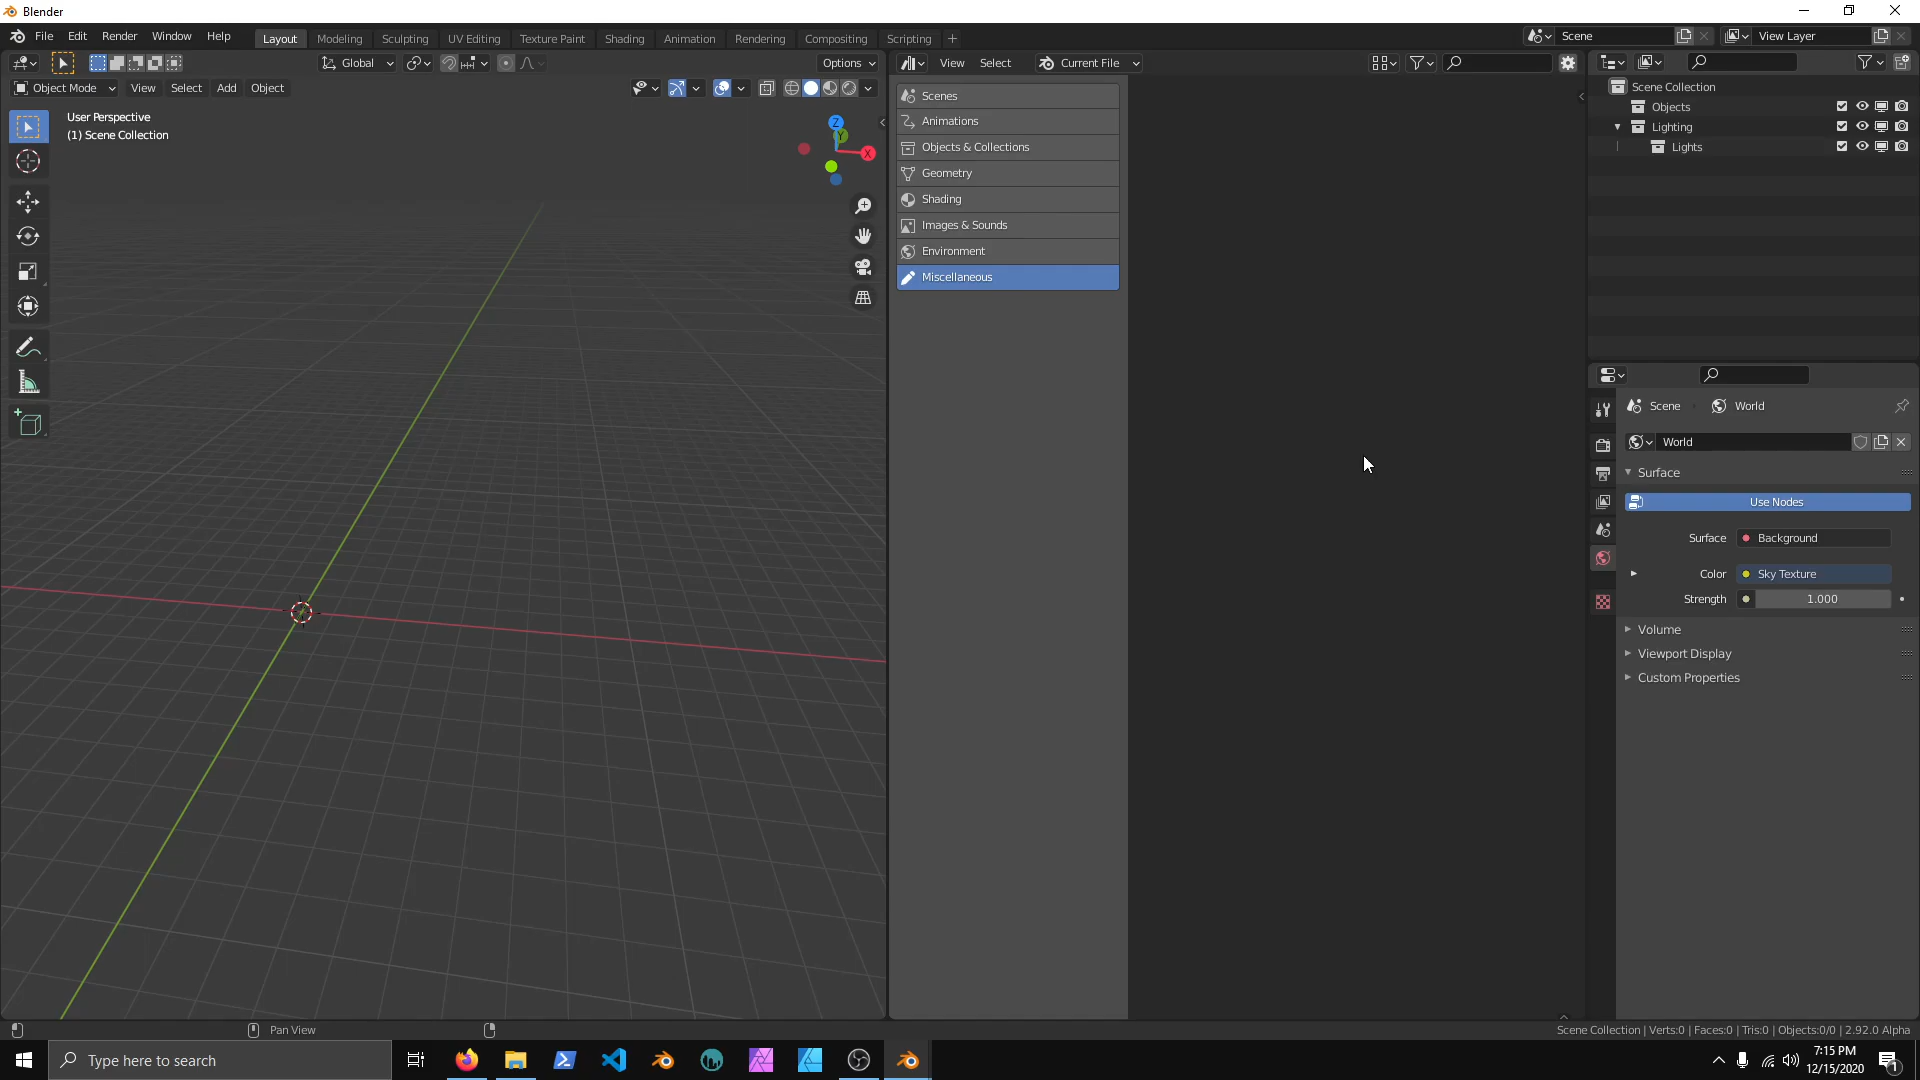 Blender
File Edit Render Window Help
Layout Modeling Sculpting UV Editing Texture Paint Shading Animation Rendering Compositing Scripting
Scene
View Layer
Global
Options
View Select
Current File
Object Mode View Select Add Object
User Perspective
(1) Scene Collection
Z
Y
X
Scenes
Animations
Objects & Collections
Geometry
Shading
Images & Sounds
Environment
Miscellaneous
Scene Collection
Objects
Lighting
Lights
Scene World
World
Surface
Use Nodes
Surface Background
Color Sky Texture
Strength 1.000
Volume
Viewport Display
Custom Properties
Pan View
Scene Collection | Verts:0 | Faces:0 | Tris:0 | Objects:0/0 | 2.92.0 Alpha
Type here to search
7:15 PM
12/15/2020
1